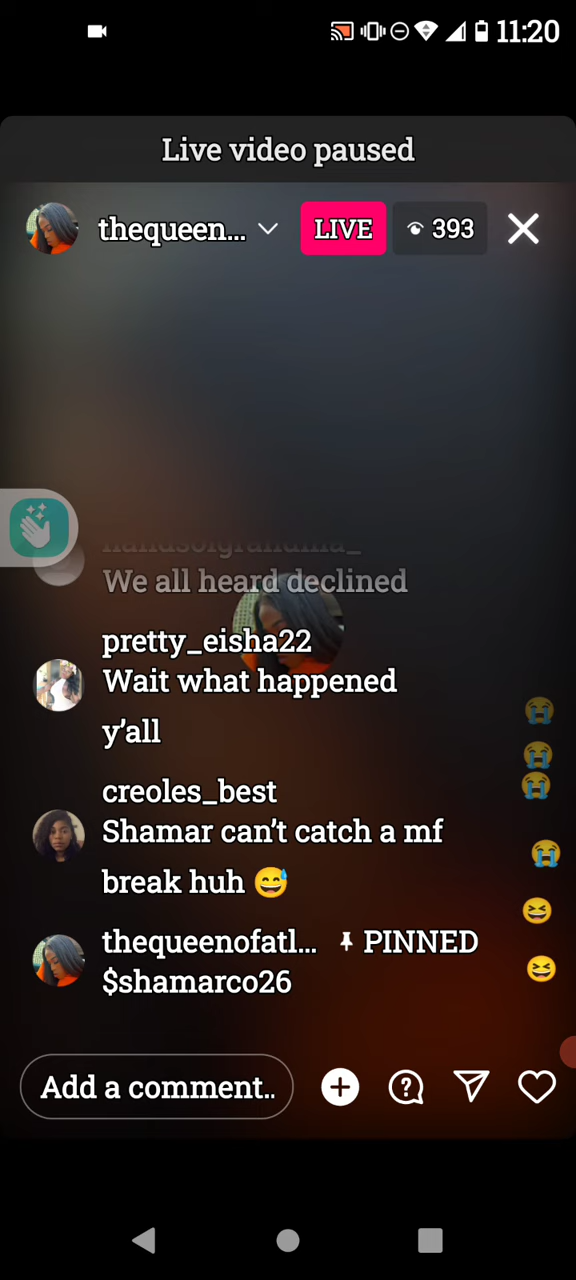 11:20
Live video paused
thequeen... LIVE 393
handsofgrandma_
We all heard declined
pretty_eisha22
Wait what happened
y'all
creoles_best
Shamar can't catch a mf
break huh 😅
thequeenofatl... PINNED
$shamarco26
Add a comment..